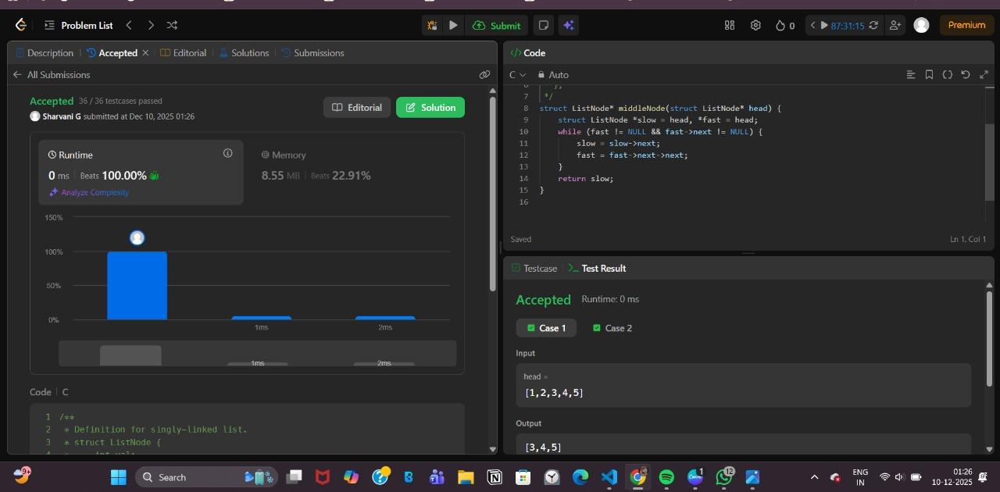 Problem List
Submit
0
87:31:15
Premium
Description
Accepted
Editorial
Solutions
Submissions
All Submissions
Accepted 36 / 36 testcases passed
Sharvani G submitted at Dec 10, 2025 01:26
Editorial
Solution
Runtime
0 ms Beats 100.00%
Analyze Complexity
Memory
8.55 MB Beats 22.91%
150%
100%
50%
0%
1ms 2ms
1ms 2ms
Code C
1 /**
2 * Definition for singly-linked list.
3 * struct ListNode {
4 * int val;
</> Code
C Auto
6 * };
7 */
8 struct ListNode* middleNode(struct ListNode* head) {
9 struct ListNode *slow = head, *fast = head;
10 while (fast != NULL && fast->next != NULL) {
11 slow = slow->next;
12 fast = fast->next->next;
13 }
14 return slow;
15 }
16
Saved
Ln 1, Col 1
Testcase
Test Result
Accepted Runtime: 0 ms
Case 1 Case 2
Input
head =
[1,2,3,4,5]
Output
[3,4,5]
9+
Search
1
12
ENG
IN
01:26
10-12-2025